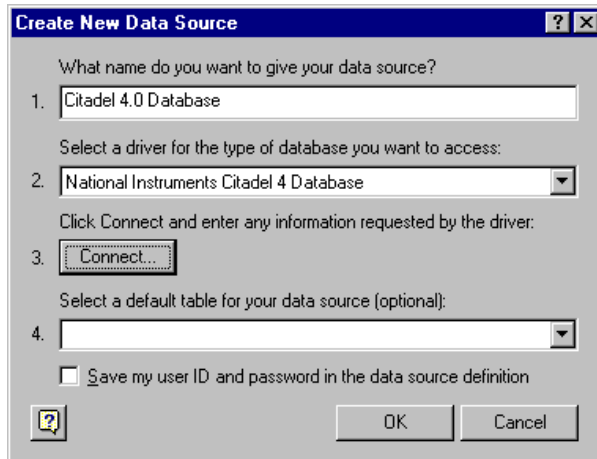 Create New Data Source
What name do you want to give your data source?
1. Citadel 4.0 Database
Select a driver for the type of database you want to access:
2. National Instruments Citadel 4 Database
Click Connect and enter any information requested by the driver:
3. Connect...
Select a default table for your data source (optional):
4.
Save my user ID and password in the data source definition
OK Cancel